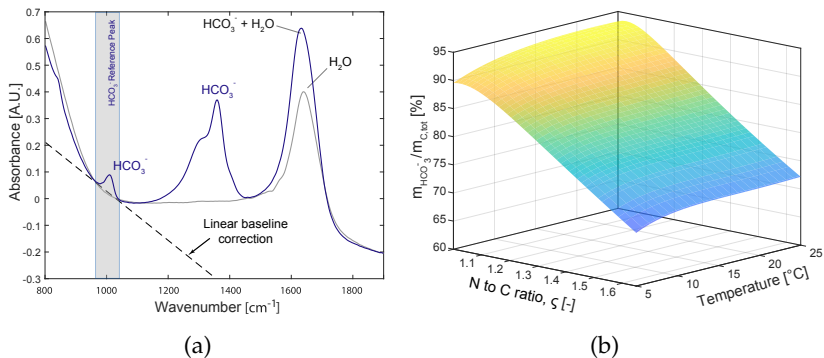 (a)
0.7
0.6
0.5
0.4
0.3
0.2
0.1
0
-0.1
-0.2
-0.3
Absorbance [A.U.]
HCO₃⁻ Reference Peak
HCO₃⁻ + H₂O
H₂O
HCO₃⁻
HCO₃⁻
Linear baseline
correction
800 1000 1200 1400 1600 1800
Wavenumber [cm⁻¹]
(a)
(b)
95
90
85
80
75
70
65
60
m_HCO₃⁻/m_C,tot [%]
1.1 1.2 1.3 1.4 1.5 1.6
N to C ratio, ς [-]
5 10 15 20 25
Temperature [°C]
(b)